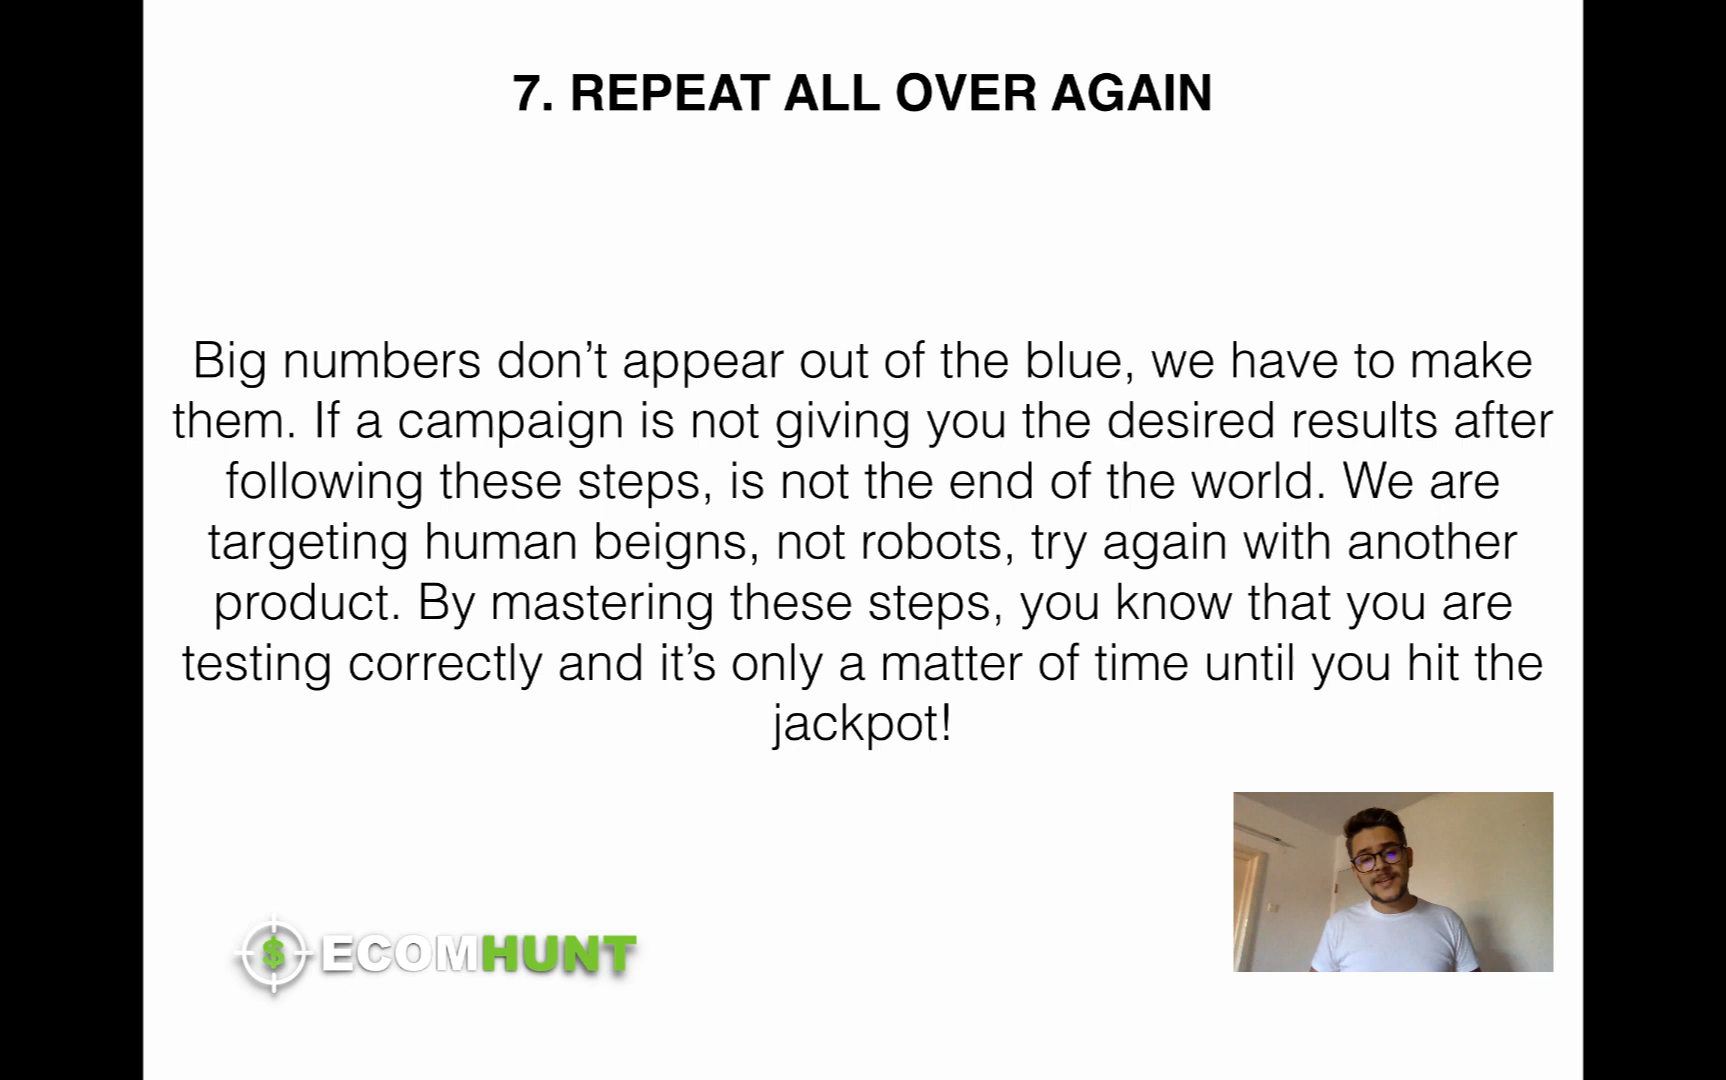 7. REPEAT ALL OVER AGAIN
Big numbers don’t appear out of the blue, we have to make
them. If a campaign is not giving you the desired results after
following these steps, is not the end of the world. We are
targeting human beigns, not robots, try again with another
product. By mastering these steps, you know that you are
testing correctly and it’s only a matter of time until you hit the
jackpot!
$ ECOMHUNT